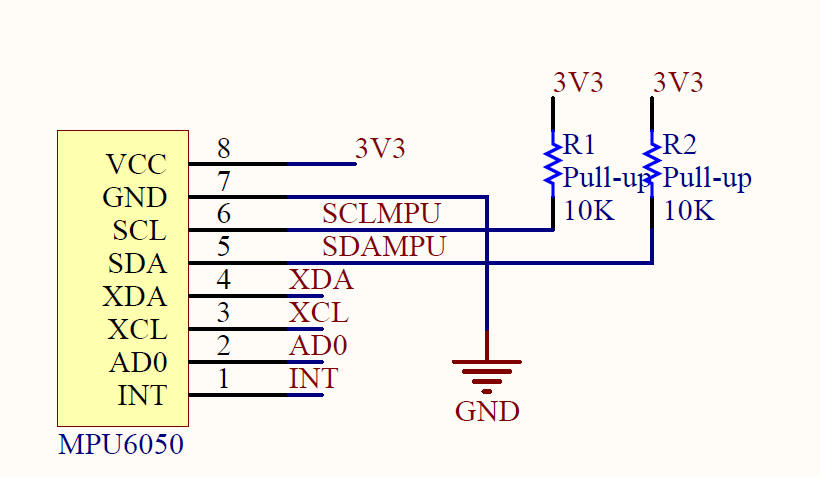 3V3 3V3
VCC 8 3V3
R1 R2
GND 7
Pull-up Pull-up
SCL 6 SCLMPU
10K 10K
SDA 5 SDAMPU
XDA 4 XDA
XCL 3 XCL
AD0 2 AD0
INT 1 INT
GND
MPU6050